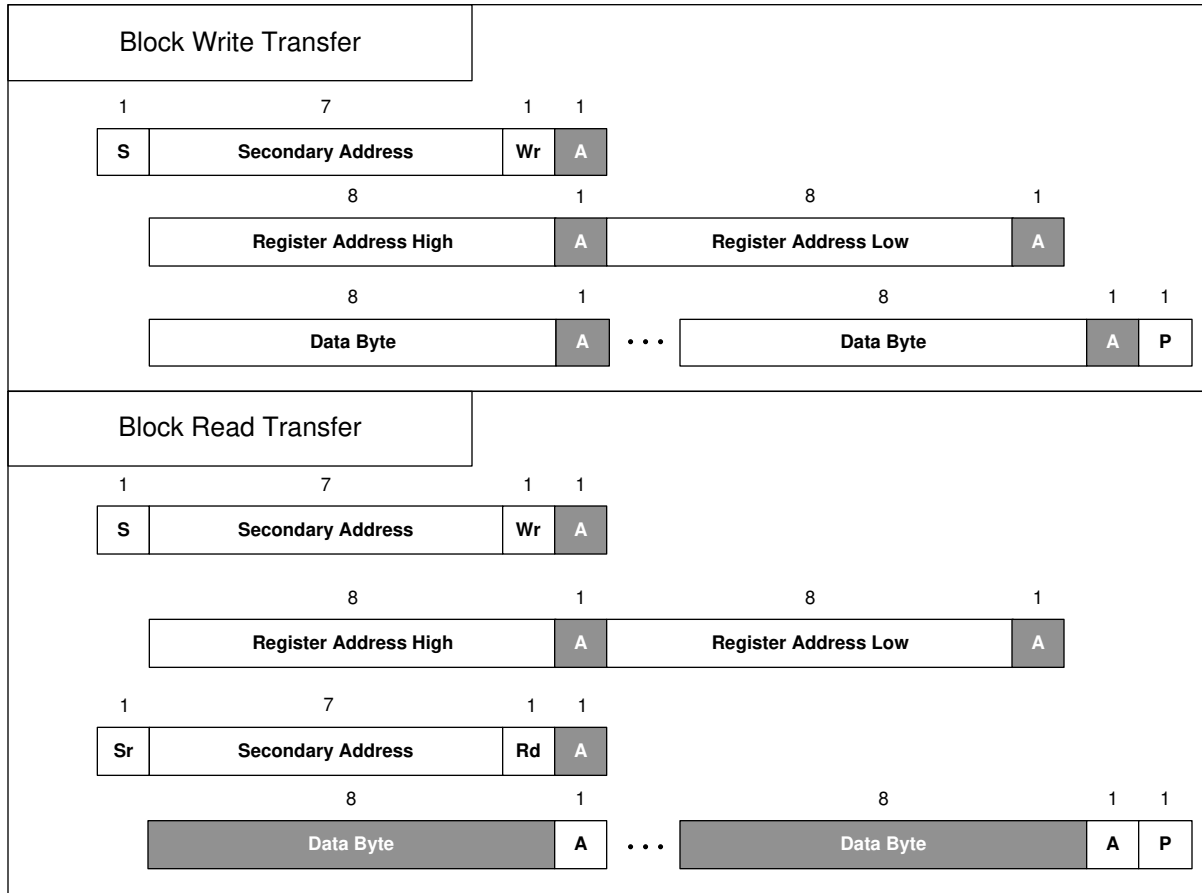 Block Write Transfer
1 7 1 1
S Secondary Address Wr A
8 1 8 1
Register Address High A Register Address Low A
8 1 8 1 1
Data Byte A • • • Data Byte A P
Block Read Transfer
1 7 1 1
S Secondary Address Wr A
8 1 8 1
Register Address High A Register Address Low A
1 7 1 1
Sr Secondary Address Rd A
8 1 8 1 1
Data Byte A • • • Data Byte A P